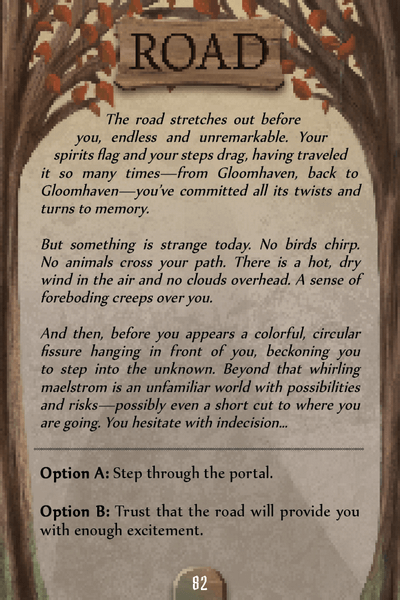 ROAD
The road stretches out before
you, endless and unremarkable. Your
spirits flag and your steps drag, having traveled
it so many times—from Gloomhaven, back to
Gloomhaven—you've committed all its twists and
turns to memory.
But something is strange today. No birds chirp.
No animals cross your path. There is a hot, dry
wind in the air and no clouds overhead. A sense of
foreboding creeps over you.
And then, before you appears a colorful, circular
fissure hanging in front of you, beckoning you
to step into the unknown. Beyond that whirling
maelstrom is an unfamiliar world with possibilities
and risks—possibly even a short cut to where you
are going. You hesitate with indecision...
Option A: Step through the portal.
Option B: Trust that the road will provide you
with enough excitement.
82